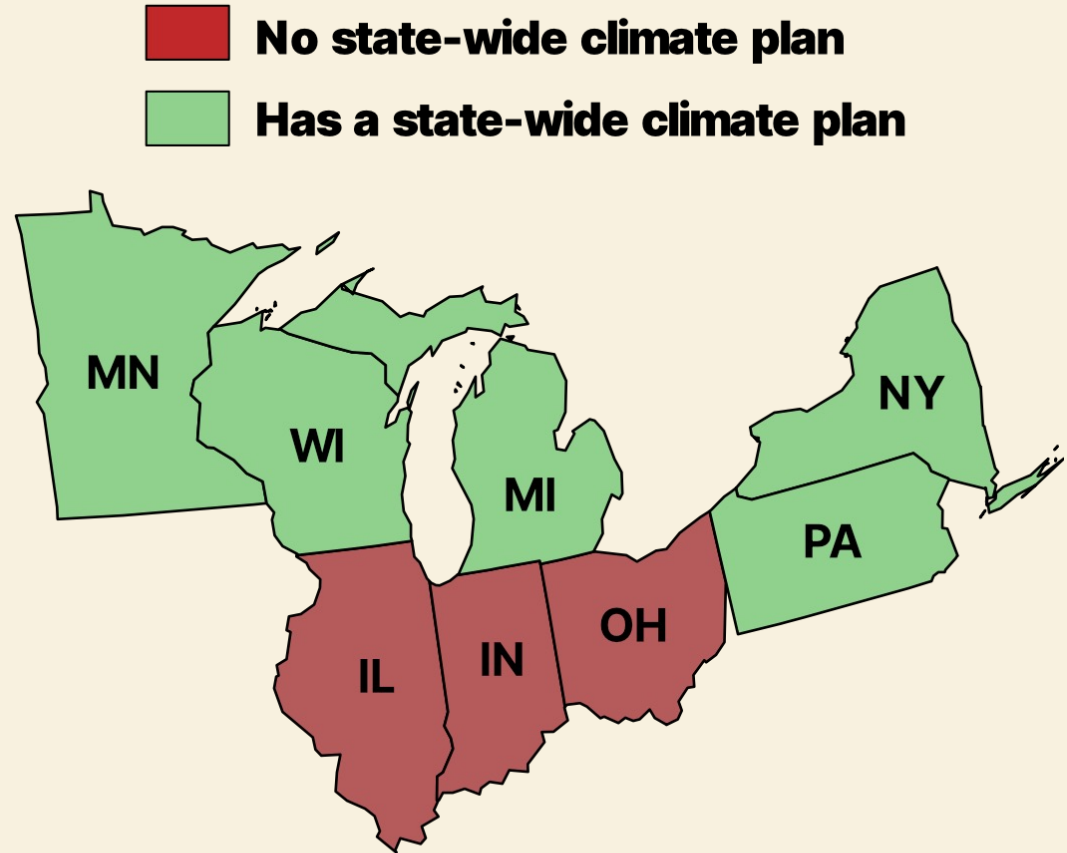 No state-wide climate plan
Has a state-wide climate plan
MN
WI
MI
NY
PA
OH
IN
IL